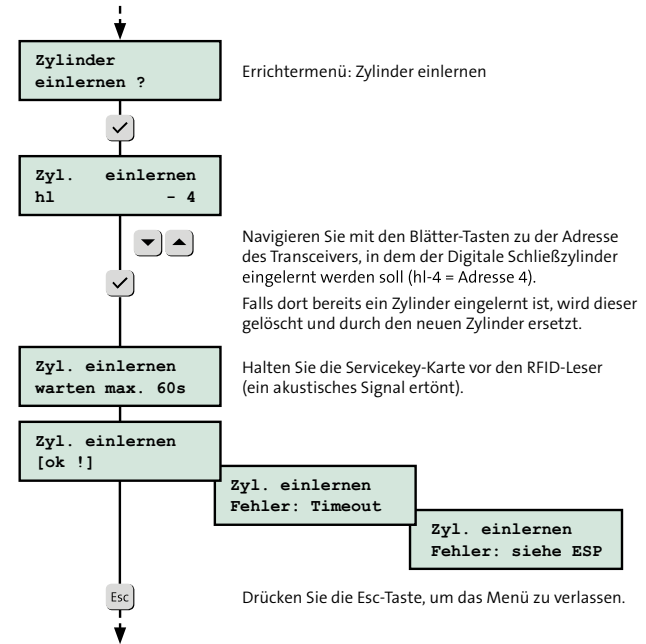 Zylinder
einlernen ?
Errichtermenü: Zylinder einlernen
Zyl. einlernen
hl - 4
Navigieren Sie mit den Blätter-Tasten zu der Adresse
des Transceivers, in dem der Digitale Schließzylinder
eingelernt werden soll (hl-4 = Adresse 4).
Falls dort bereits ein Zylinder eingelernt ist, wird dieser
gelöscht und durch den neuen Zylinder ersetzt.
Zyl. einlernen
warten max. 60s
Halten Sie die Servicekey-Karte vor den RFID-Leser
(ein akustisches Signal ertönt).
Zyl. einlernen
[ok !]
Zyl. einlernen
Fehler: Timeout
Zyl. einlernen
Fehler: siehe ESP
Esc
Drücken Sie die Esc-Taste, um das Menü zu verlassen.